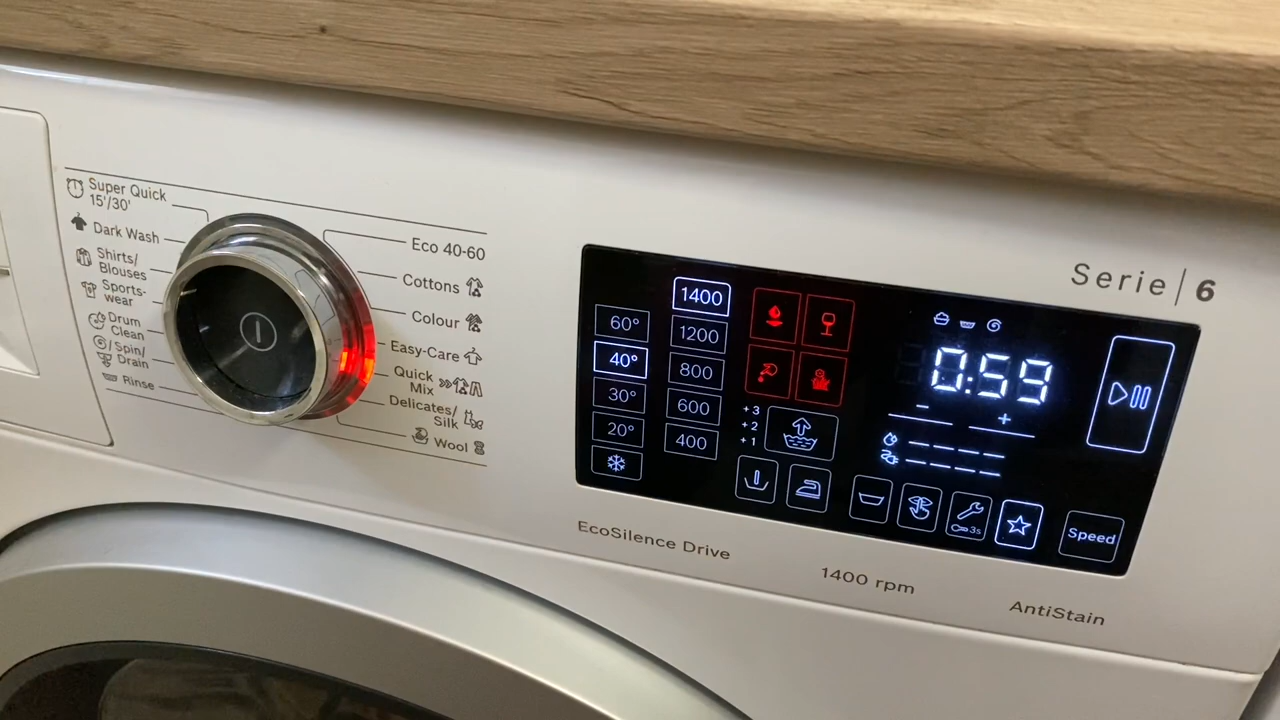 Super Quick
15'/30'
Dark Wash
Shirts/
Blouses
Sports-
wear
Drum
Clean
Spin/
Drain
Rinse
Eco 40-60
Cottons
Colour
Easy-Care
Quick
Mix
Delicates/
Silk
Wool
60°
40°
30°
20°
1400
1200
800
600
400
+3
+2
+1
0:59
−
+
3s
Speed
Serie | 6
EcoSilence Drive
1400 rpm
AntiStain